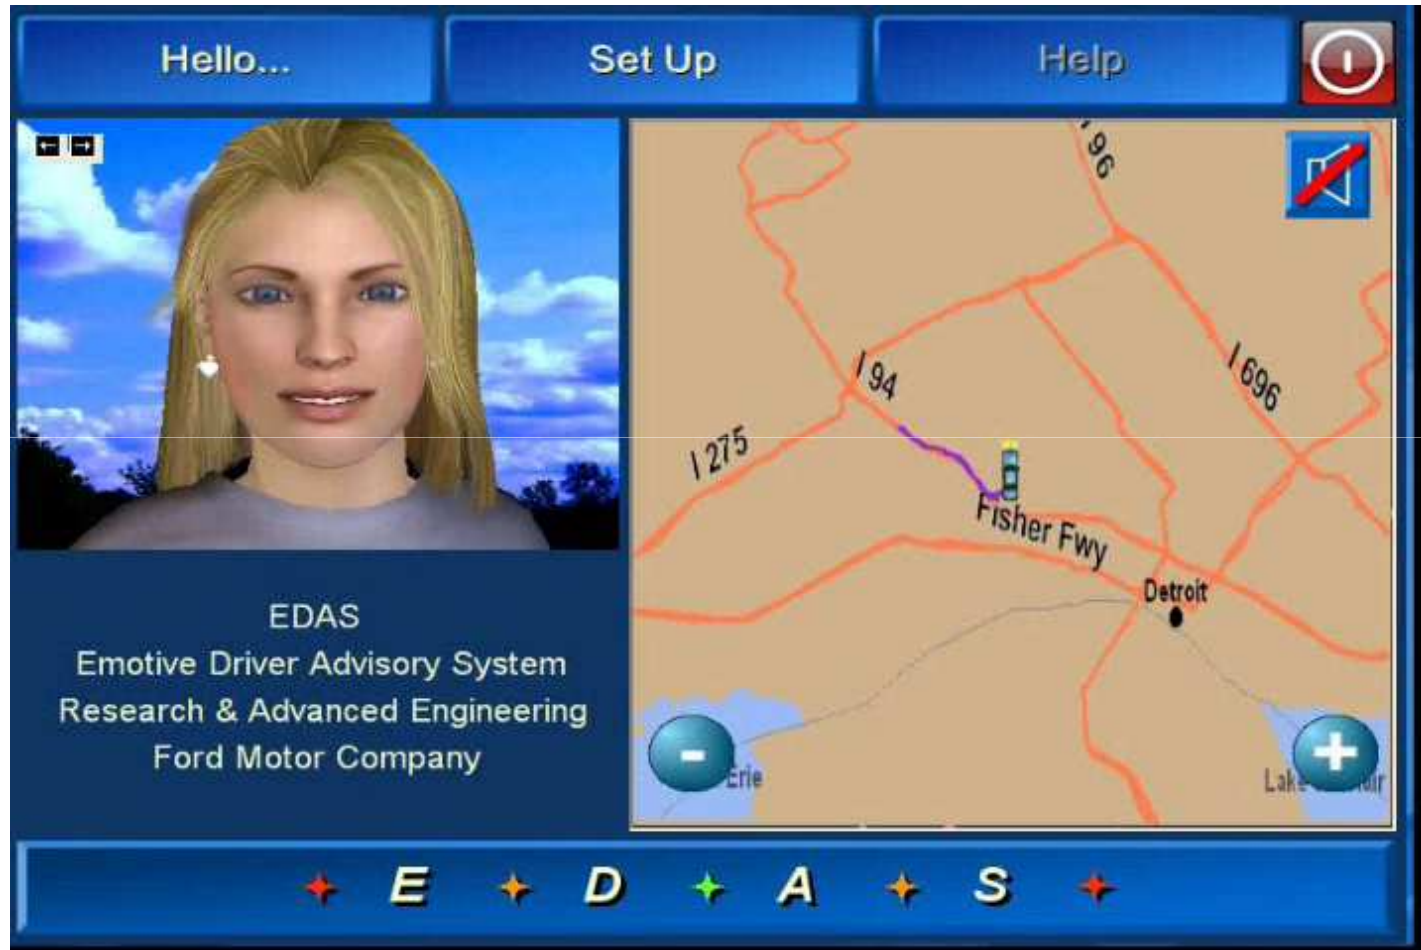 Hello...
Set Up
Help
EDAS
Emotive Driver Advisory System
Research & Advanced Engineering
Ford Motor Company
I 96
I 94
I 696
I 275
Fisher Fwy
Detroit
Erie
Lake
E D A S